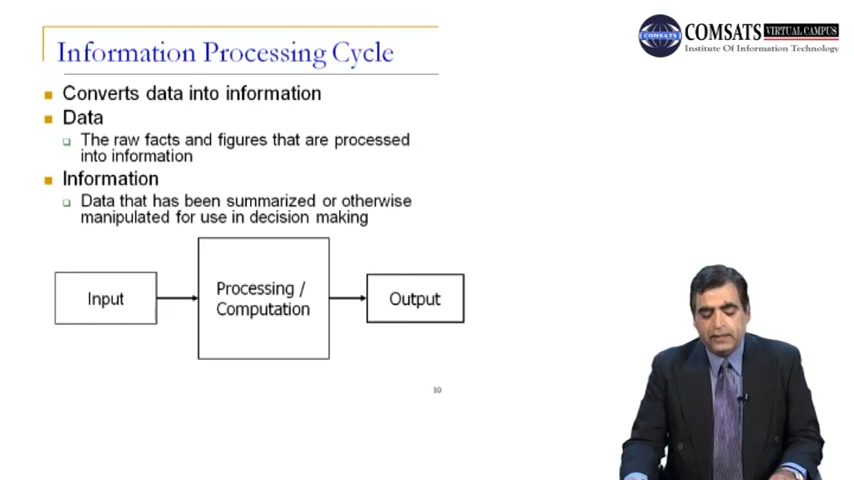 Information Processing Cycle
Converts data into information
Data
The raw facts and figures that are processed
into information
Information
Data that has been summarized or otherwise
manipulated for use in decision making
Input
Processing /
Computation
Output
10
COMSATS
COMSATS VIRTUAL CAMPUS
Institute Of Information Technology